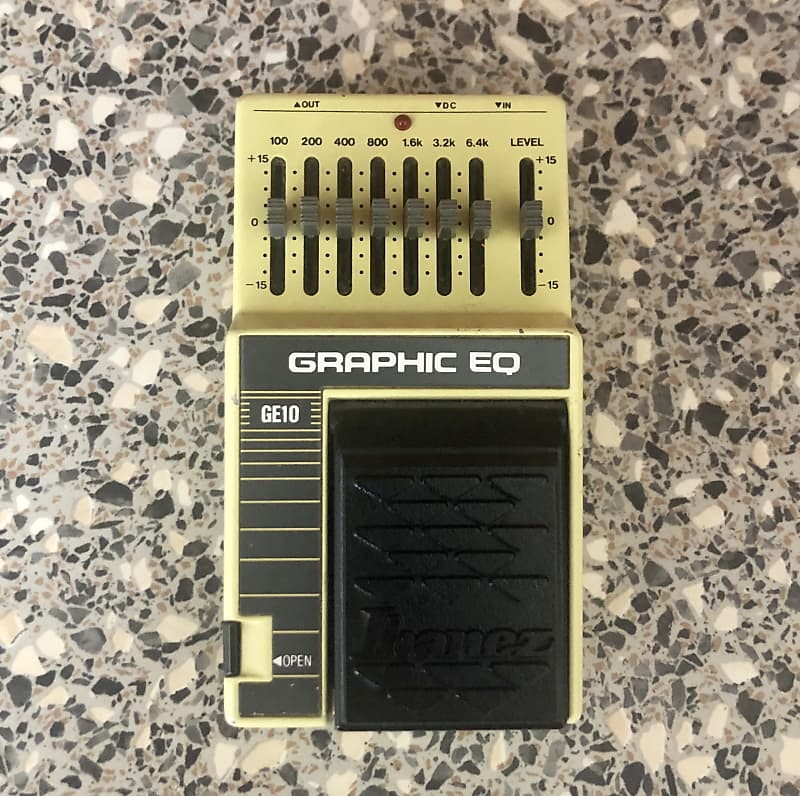 ▲OUT ▼DC ▼IN
100 200 400 800 1.6k 3.2k 6.4k LEVEL
+15 +15
0 0
−15 −15
GRAPHIC EQ
GE10
Ibanez
◀OPEN